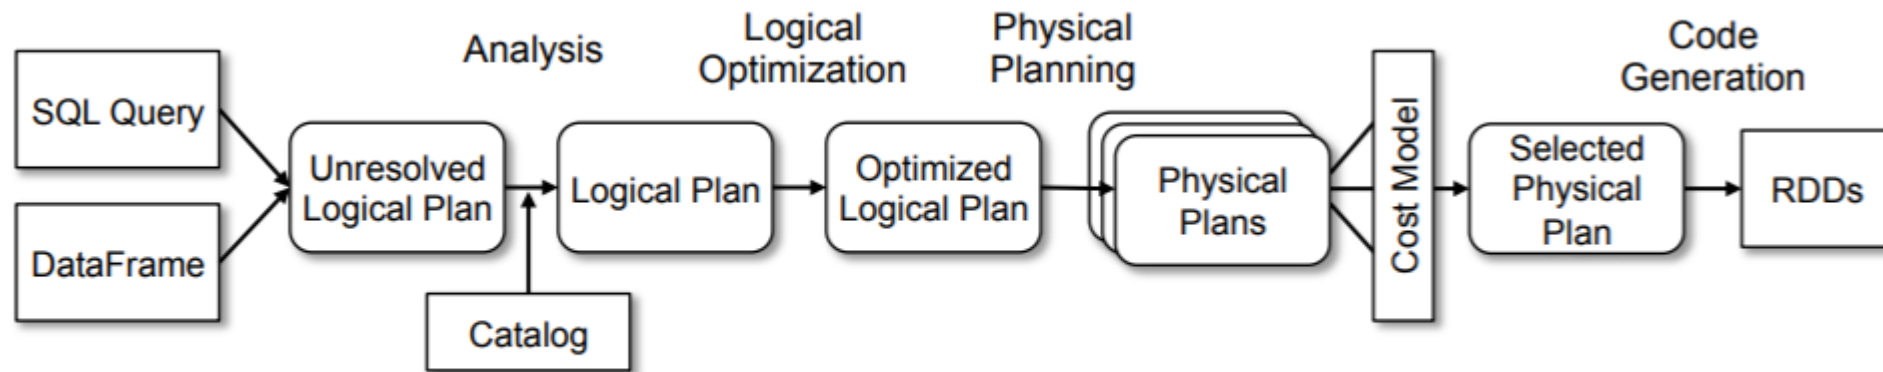 SQL Query
DataFrame
Analysis
Unresolved
Logical Plan
Catalog
Logical Plan
Logical
Optimization
Optimized
Logical Plan
Physical
Planning
Physical
Plans
Cost Model
Selected
Physical
Plan
Code
Generation
RDDs